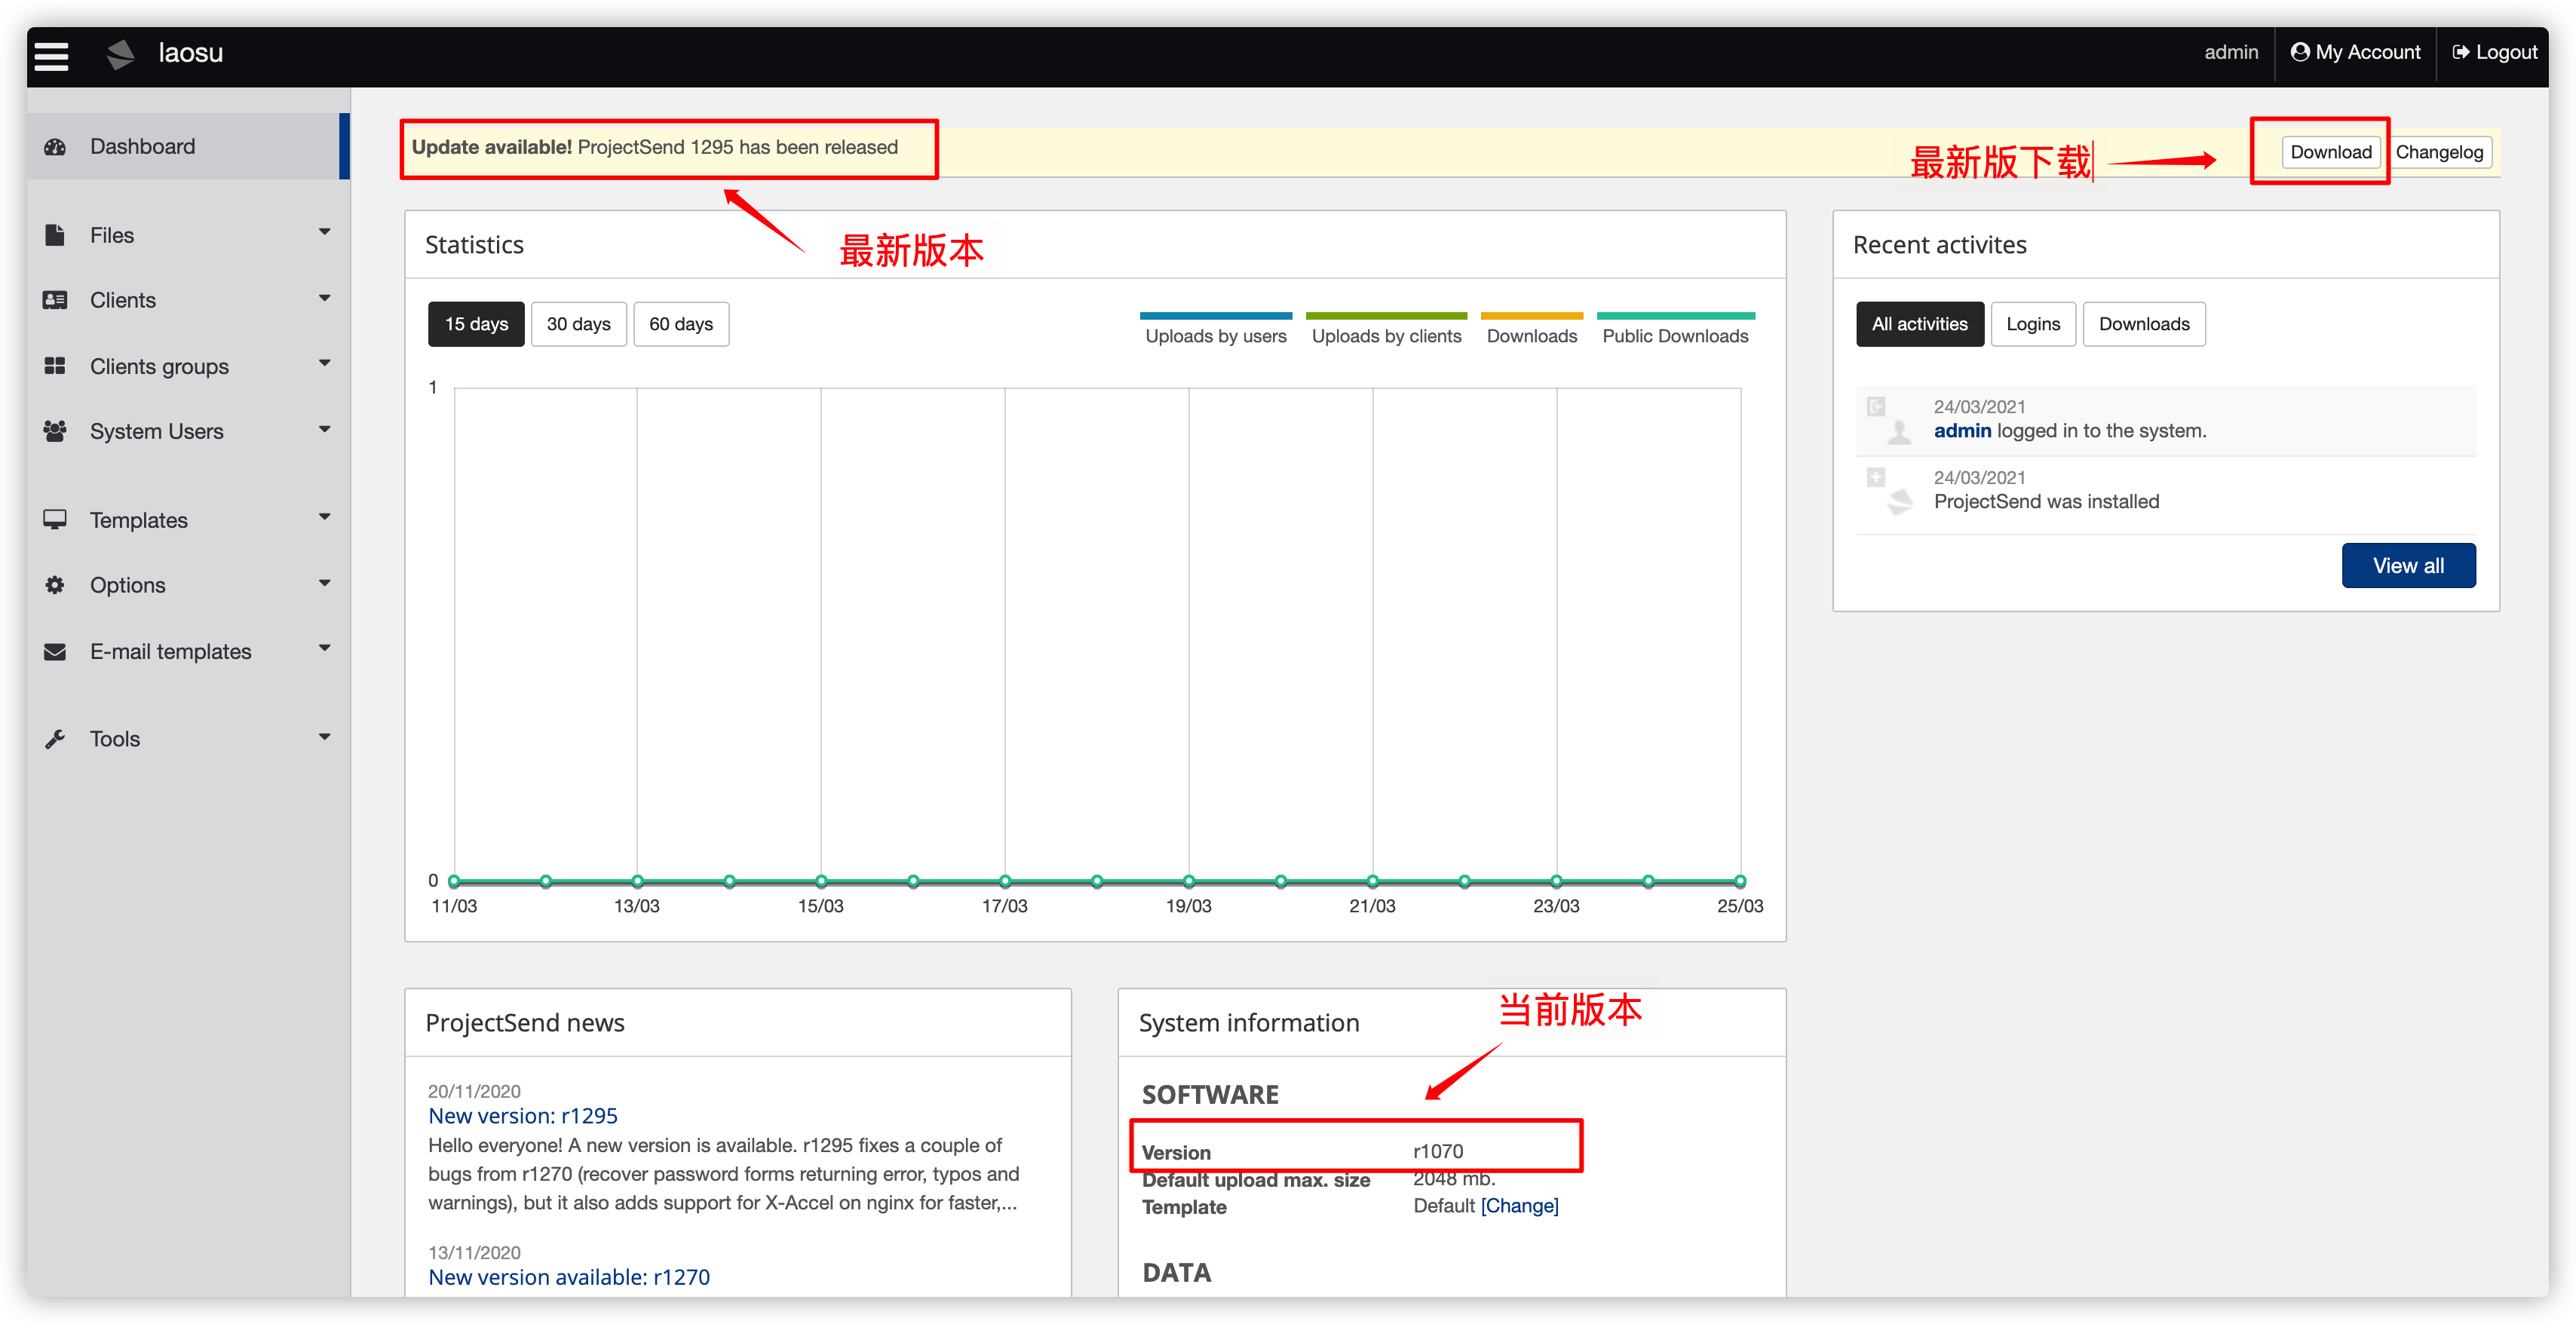 laosu
admin
My Account
Logout
Dashboard
Files
Clients
Clients groups
System Users
Templates
Options
E-mail templates
Tools
Update available! ProjectSend 1295 has been released
最新版下载
Download
Changelog
最新版本
Statistics
15 days
30 days
60 days
Uploads by users
Uploads by clients
Downloads
Public Downloads
1
0
11/03
13/03
15/03
17/03
19/03
21/03
23/03
25/03
Recent activites
All activities
Logins
Downloads
24/03/2021
admin logged in to the system.
24/03/2021
ProjectSend was installed
View all
ProjectSend news
20/11/2020
New version: r1295
Hello everyone! A new version is available. r1295 fixes a couple of
bugs from r1270 (recover password forms returning error, typos and
warnings), but it also adds support for X-Accel on nginx for faster,...
13/11/2020
New version available: r1270
System information
当前版本
SOFTWARE
Version r1070
Default upload max. size 2048 mb.
Template Default [Change]
DATA